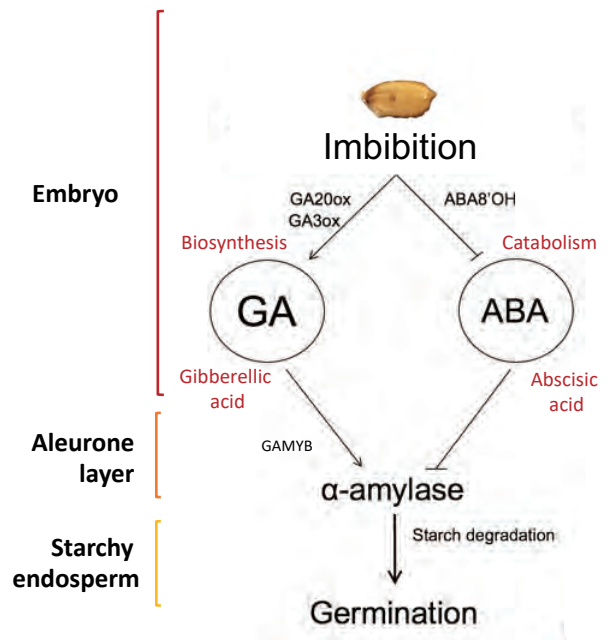 Imbibition
Embryo
GA20ox
GA3ox
ABA8'OH
Biosynthesis
Catabolism
GA
ABA
Gibberellic
acid
Abscisic
acid
Aleurone
layer
GAMYB
α-amylase
Starchy
endosperm
Starch degradation
Germination